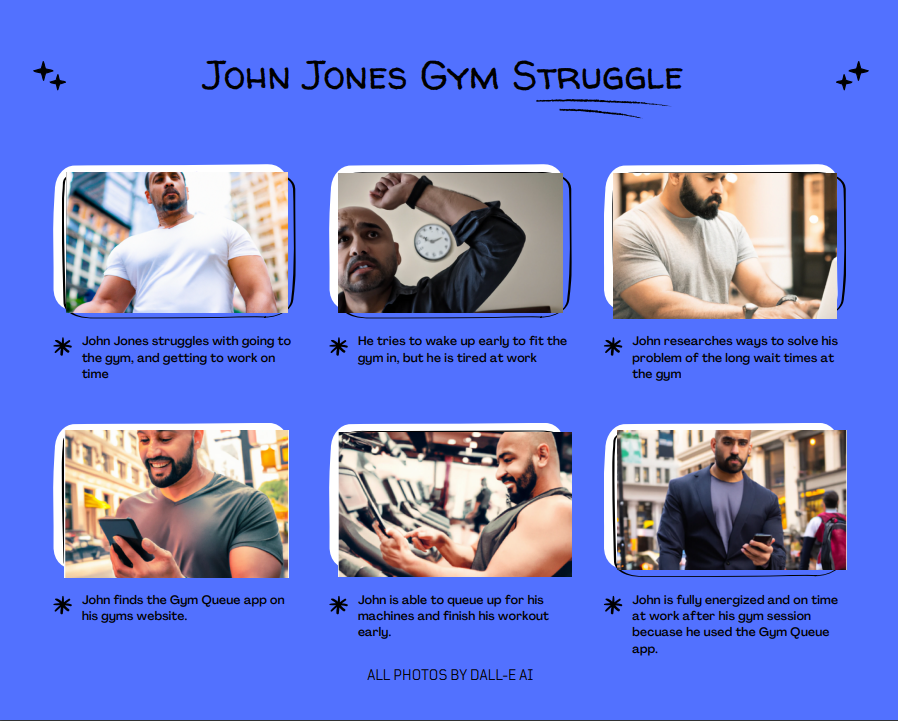 John Jones Gym Struggle
John Jones struggles with going to
the gym, and getting to work on
time
He tries to wake up early to fit the
gym in, but he is tired at work
John researches ways to solve his
problem of the long wait times at
the gym
John finds the Gym Queue app on
his gyms website.
John is able to queue up for his
machines and finish his workout
early.
John is fully energized and on time
at work after his gym session
becuase he used the Gym Queue
app.
ALL PHOTOS BY DALL-E AI